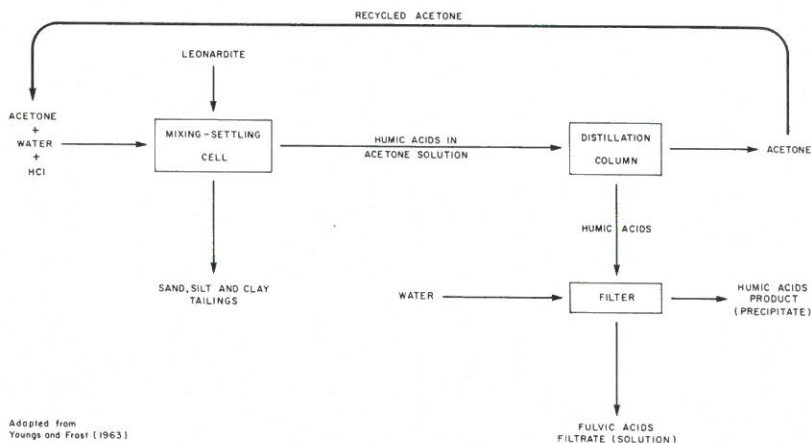 RECYCLED ACETONE
LEONARDITE
ACETONE
+
WATER
+
HCl
MIXING-SETTLING
CELL
HUMIC ACIDS IN
ACETONE SOLUTION
DISTILLATION
COLUMN
ACETONE
HUMIC ACIDS
SAND, SILT AND CLAY
TAILINGS
WATER
FILTER
HUMIC ACIDS
PRODUCT
(PRECIPITATE)
FULVIC ACIDS
FILTRATE (SOLUTION)
Adapted from
Youngs and Frost (1963)